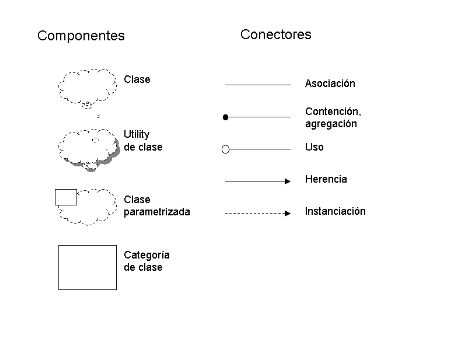 Componentes
Clase
Utility
de clase
Clase
parametrizada
Categoría
de clase
Conectores
Asociación
Contención,
agregación
Uso
Herencia
Instanciación